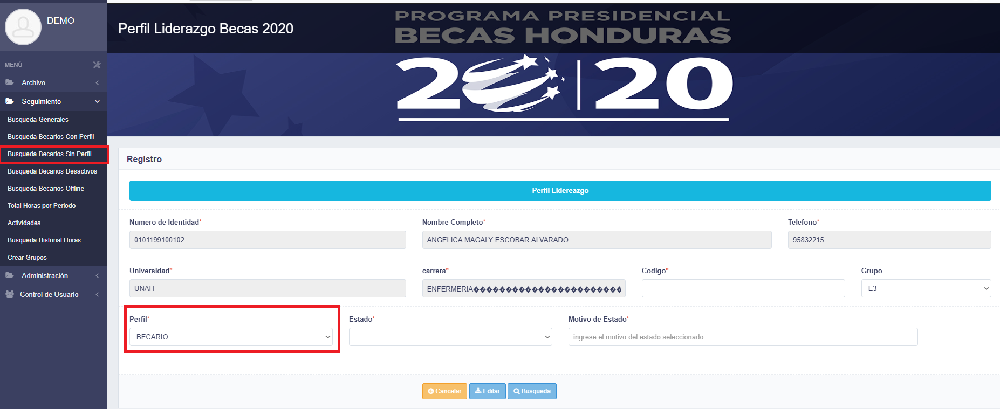 DEMO
MENÚ
Archivo
Seguimiento
Busqueda Generales
Busqueda Becarios Con Perfil
Busqueda Becarios Sin Perfil
Busqueda Becarios Desactivos
Busqueda Becarios Offline
Total Horas por Periodo
Actividades
Busqueda Historial Horas
Crear Grupos
Administración
Control de Usuario
Perfil Liderazgo Becas 2020
PROGRAMA PRESIDENCIAL
BECAS HONDURAS
20|20
Registro
Perfil Lidereazgo
Numero de Identidad* Nombre Completo* Telefono*
0101199100102 ANGELICA MAGALY ESCOBAR ALVARADO 95832215
Universidad* carrera* Codigo* Grupo
UNAH ENFERMERIA����������������������� E3
Perfil* Estado* Motivo de Estado*
BECARIO ingrese el motivo del estado seleccionado
Cancelar Editar Busqueda